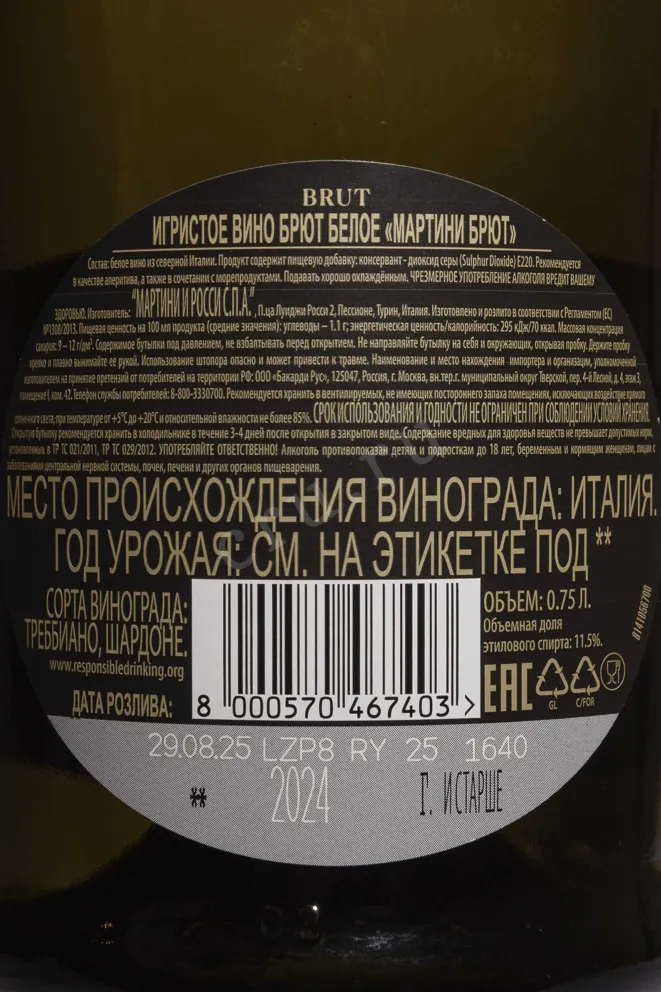 BRUT
ИГРИСТОЕ ВИНО БРЮТ БЕЛОЕ «МАРТИНИ БРЮТ»
Состав: белое вино из северной Италии. Продукт содержит пищевую добавку: консервант - диоксид серы (Sulphur Dioxide) E220. Рекомендуется
в качестве аперитива, а также в сочетании с морепродуктами. Подавать хорошо охлаждённым. ЧРЕЗМЕРНОЕ УПОТРЕБЛЕНИЕ АЛКОГОЛЯ ВРЕДИТ ВАШЕМУ
ЗДОРОВЬЮ. Изготовитель: "МАРТИНИ И РОССИ С.П.А.", П.ца Луиджи Росси 2, Пессионе, Турин, Италия. Изготовлено и розлито в соответствии с Регламентом (ЕС)
№1308/2013. Пищевая ценность на 100 мл продукта (средние значения): углеводы – 1.1 г; энергетическая ценность/калорийность: 295 кДж/70 ккал. Массовая концентрация
сахаров: 9 – 12 г/дм³. Содержимое бутылки под давлением, не взбалтывать перед открытием. Не направляйте бутылку на себя и окружающих, открывая пробку. Держите пробку
крепко и плавно вынимайте ее рукой. Использование штопора опасно и может привести к травме. Наименование и место нахождения импортера и организации, уполномоченной
изготовителем на принятие претензий от потребителей на территории РФ: ООО «Бакарди Рус», 125047, Россия, г. Москва, вн.тер.г. муниципальный округ Тверской, пер. 4-й Лесной, д. 4, этаж 3,
помещение I, ком. 42. Телефон службы потребителей: 8-800-3330700. Рекомендуется хранить в вентилируемых, не имеющих постороннего запаха помещениях, исключая воздействие прямого
солнечного света, при температуре от +5°C до +20°C и относительной влажности не более 85%. СРОК ИСПОЛЬЗОВАНИЯ И ГОДНОСТИ НЕ ОГРАНИЧЕН ПРИ СОБЛЮДЕНИИ УСЛОВИЙ ХРАНЕНИЯ.
Открытую бутылку рекомендуется хранить в холодильнике в течение 3-4 дней после открытия в закрытом виде. Содержание вредных для здоровья веществ не превышает допустимых норм,
установленных в ТР ТС 021/2011, ТР ТС 029/2012. УПОТРЕБЛЯЙТЕ ОТВЕТСТВЕННО! Алкоголь противопоказан детям и подросткам до 18 лет, беременным и кормящим женщинам, лицам с
заболеваниями центральной нервной системы, почек, печени и других органов пищеварения.
МЕСТО ПРОИСХОЖДЕНИЯ ВИНОГРАДА: ИТАЛИЯ.
ГОД УРОЖАЯ: СМ. НА ЭТИКЕТКЕ ПОД **
СОРТА ВИНОГРАДА:
ТРЕББИАНО, ШАРДОНЕ.
www.responsibledrinking.org
ДАТА РОЗЛИВА:
8 000570 467403 >
ОБЪЕМ: 0.75 Л.
Объемная доля
этилового спирта: 11.5%.
EAC
GL
C/FOR
8141056700
29.08.25 LZP8 RY 25 1640
** 2024 Г. И СТАРШЕ
cru.ru